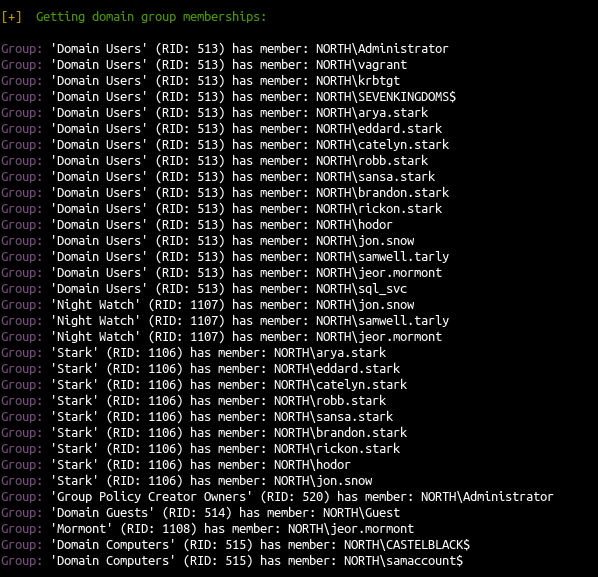 [+]  Getting domain group memberships:
Group: 'Domain Users' (RID: 513) has member: NORTH\Administrator
Group: 'Domain Users' (RID: 513) has member: NORTH\vagrant
Group: 'Domain Users' (RID: 513) has member: NORTH\krbtgt
Group: 'Domain Users' (RID: 513) has member: NORTH\SEVENKINGDOMS$
Group: 'Domain Users' (RID: 513) has member: NORTH\arya.stark
Group: 'Domain Users' (RID: 513) has member: NORTH\eddard.stark
Group: 'Domain Users' (RID: 513) has member: NORTH\catelyn.stark
Group: 'Domain Users' (RID: 513) has member: NORTH\robb.stark
Group: 'Domain Users' (RID: 513) has member: NORTH\sansa.stark
Group: 'Domain Users' (RID: 513) has member: NORTH\brandon.stark
Group: 'Domain Users' (RID: 513) has member: NORTH\rickon.stark
Group: 'Domain Users' (RID: 513) has member: NORTH\hodor
Group: 'Domain Users' (RID: 513) has member: NORTH\jon.snow
Group: 'Domain Users' (RID: 513) has member: NORTH\samwell.tarly
Group: 'Domain Users' (RID: 513) has member: NORTH\jeor.mormont
Group: 'Domain Users' (RID: 513) has member: NORTH\sql_svc
Group: 'Night Watch' (RID: 1107) has member: NORTH\jon.snow
Group: 'Night Watch' (RID: 1107) has member: NORTH\samwell.tarly
Group: 'Night Watch' (RID: 1107) has member: NORTH\jeor.mormont
Group: 'Stark' (RID: 1106) has member: NORTH\arya.stark
Group: 'Stark' (RID: 1106) has member: NORTH\eddard.stark
Group: 'Stark' (RID: 1106) has member: NORTH\catelyn.stark
Group: 'Stark' (RID: 1106) has member: NORTH\robb.stark
Group: 'Stark' (RID: 1106) has member: NORTH\sansa.stark
Group: 'Stark' (RID: 1106) has member: NORTH\brandon.stark
Group: 'Stark' (RID: 1106) has member: NORTH\rickon.stark
Group: 'Stark' (RID: 1106) has member: NORTH\hodor
Group: 'Stark' (RID: 1106) has member: NORTH\jon.snow
Group: 'Group Policy Creator Owners' (RID: 520) has member: NORTH\Administrator
Group: 'Domain Guests' (RID: 514) has member: NORTH\Guest
Group: 'Mormont' (RID: 1108) has member: NORTH\jeor.mormont
Group: 'Domain Computers' (RID: 515) has member: NORTH\CASTELBLACK$
Group: 'Domain Computers' (RID: 515) has member: NORTH\samaccount$